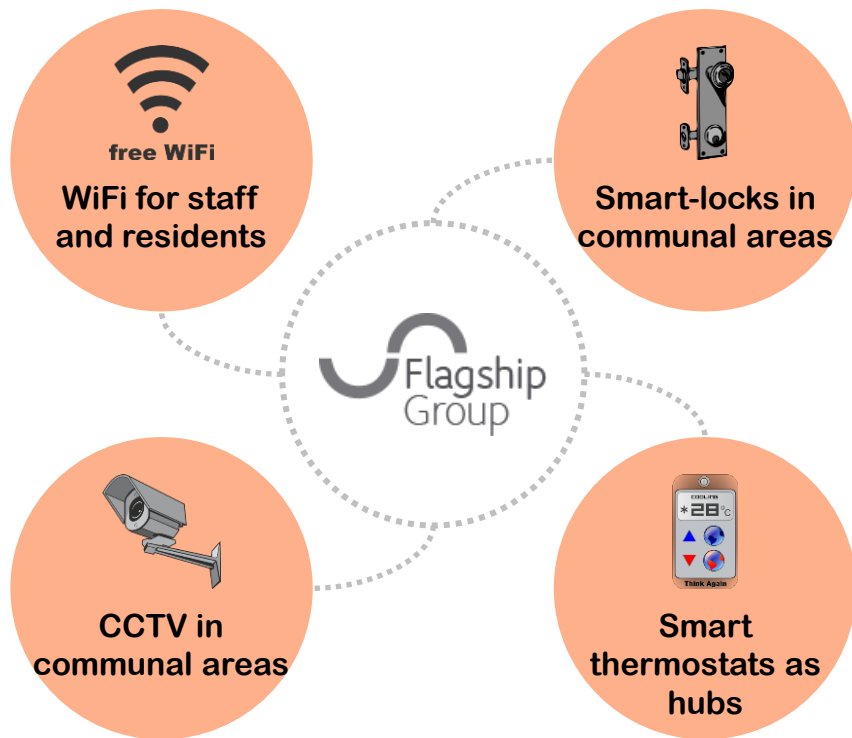 free WiFi
WiFi for staff
and residents
Smart-locks in
communal areas
Flagship
Group
CCTV in
communal areas
COOLING
*28°C
Think Again
Smart
thermostats as
hubs